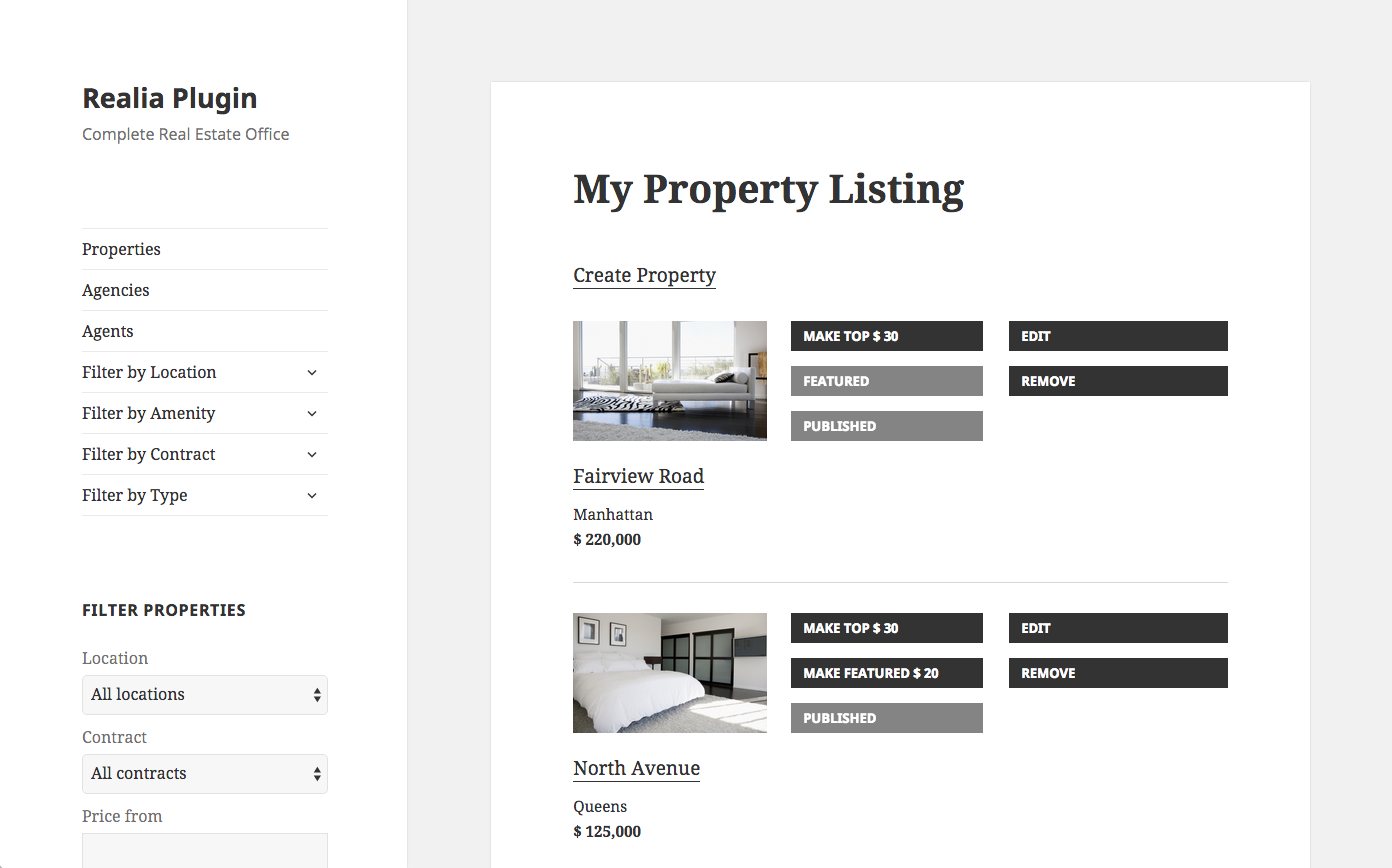 Realia Plugin
Complete Real Estate Office
Properties
Agencies
Agents
Filter by Location
Filter by Amenity
Filter by Contract
Filter by Type
FILTER PROPERTIES
Location
All locations
Contract
All contracts
Price from
My Property Listing
Create Property
MAKE TOP $ 30
EDIT
FEATURED
REMOVE
PUBLISHED
Fairview Road
Manhattan
$ 220,000
MAKE TOP $ 30
EDIT
MAKE FEATURED $ 20
REMOVE
PUBLISHED
North Avenue
Queens
$ 125,000